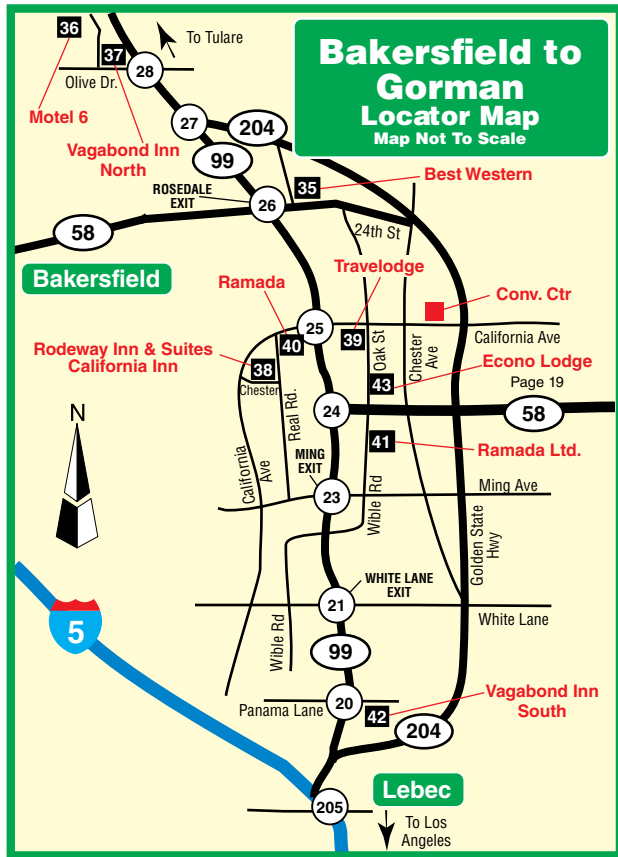 36
37
To Tulare
28
Olive Dr.
Motel 6
Vagabond Inn
North
27
204
99
Bakersfield to
Gorman
Locator Map
Map Not To Scale
ROSEDALE
EXIT
26
35
Best Western
58
24th St
Bakersfield
Ramada
Travelodge
Conv. Ctr
25
40
39
Oak St
Chester
Ave
California Ave
Rodeway Inn & Suites
California Inn
38
Chester
Real Rd.
43
Econo Lodge
Page 19
24
58
N
California
Ave
MING
EXIT
41
Ramada Ltd.
23
Wible Rd
Ming Ave
Golden State
Hwy
WHITE LANE
EXIT
5
21
White Lane
Wible Rd
99
Panama Lane
20
42
Vagabond Inn
South
204
Lebec
205
To Los
Angeles